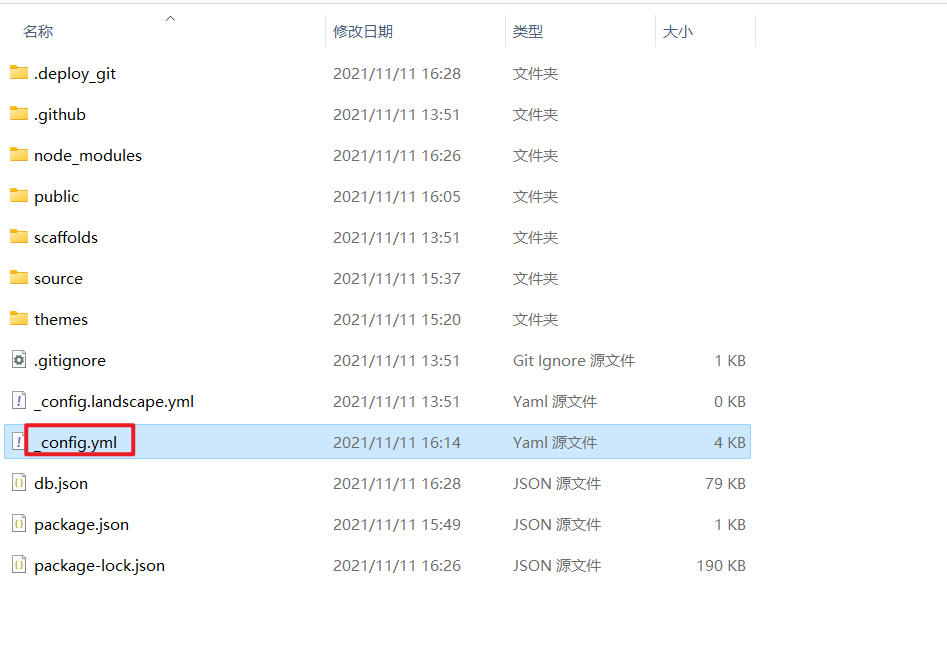 名称 修改日期 类型 大小
.deploy_git 2021/11/11 16:28 文件夹
.github 2021/11/11 13:51 文件夹
node_modules 2021/11/11 16:26 文件夹
public 2021/11/11 16:05 文件夹
scaffolds 2021/11/11 13:51 文件夹
source 2021/11/11 15:37 文件夹
themes 2021/11/11 15:20 文件夹
.gitignore 2021/11/11 13:51 Git Ignore 源文件 1 KB
_config.landscape.yml 2021/11/11 13:51 Yaml 源文件 0 KB
_config.yml 2021/11/11 16:14 Yaml 源文件 4 KB
db.json 2021/11/11 16:28 JSON 源文件 79 KB
package.json 2021/11/11 15:49 JSON 源文件 1 KB
package-lock.json 2021/11/11 16:26 JSON 源文件 190 KB